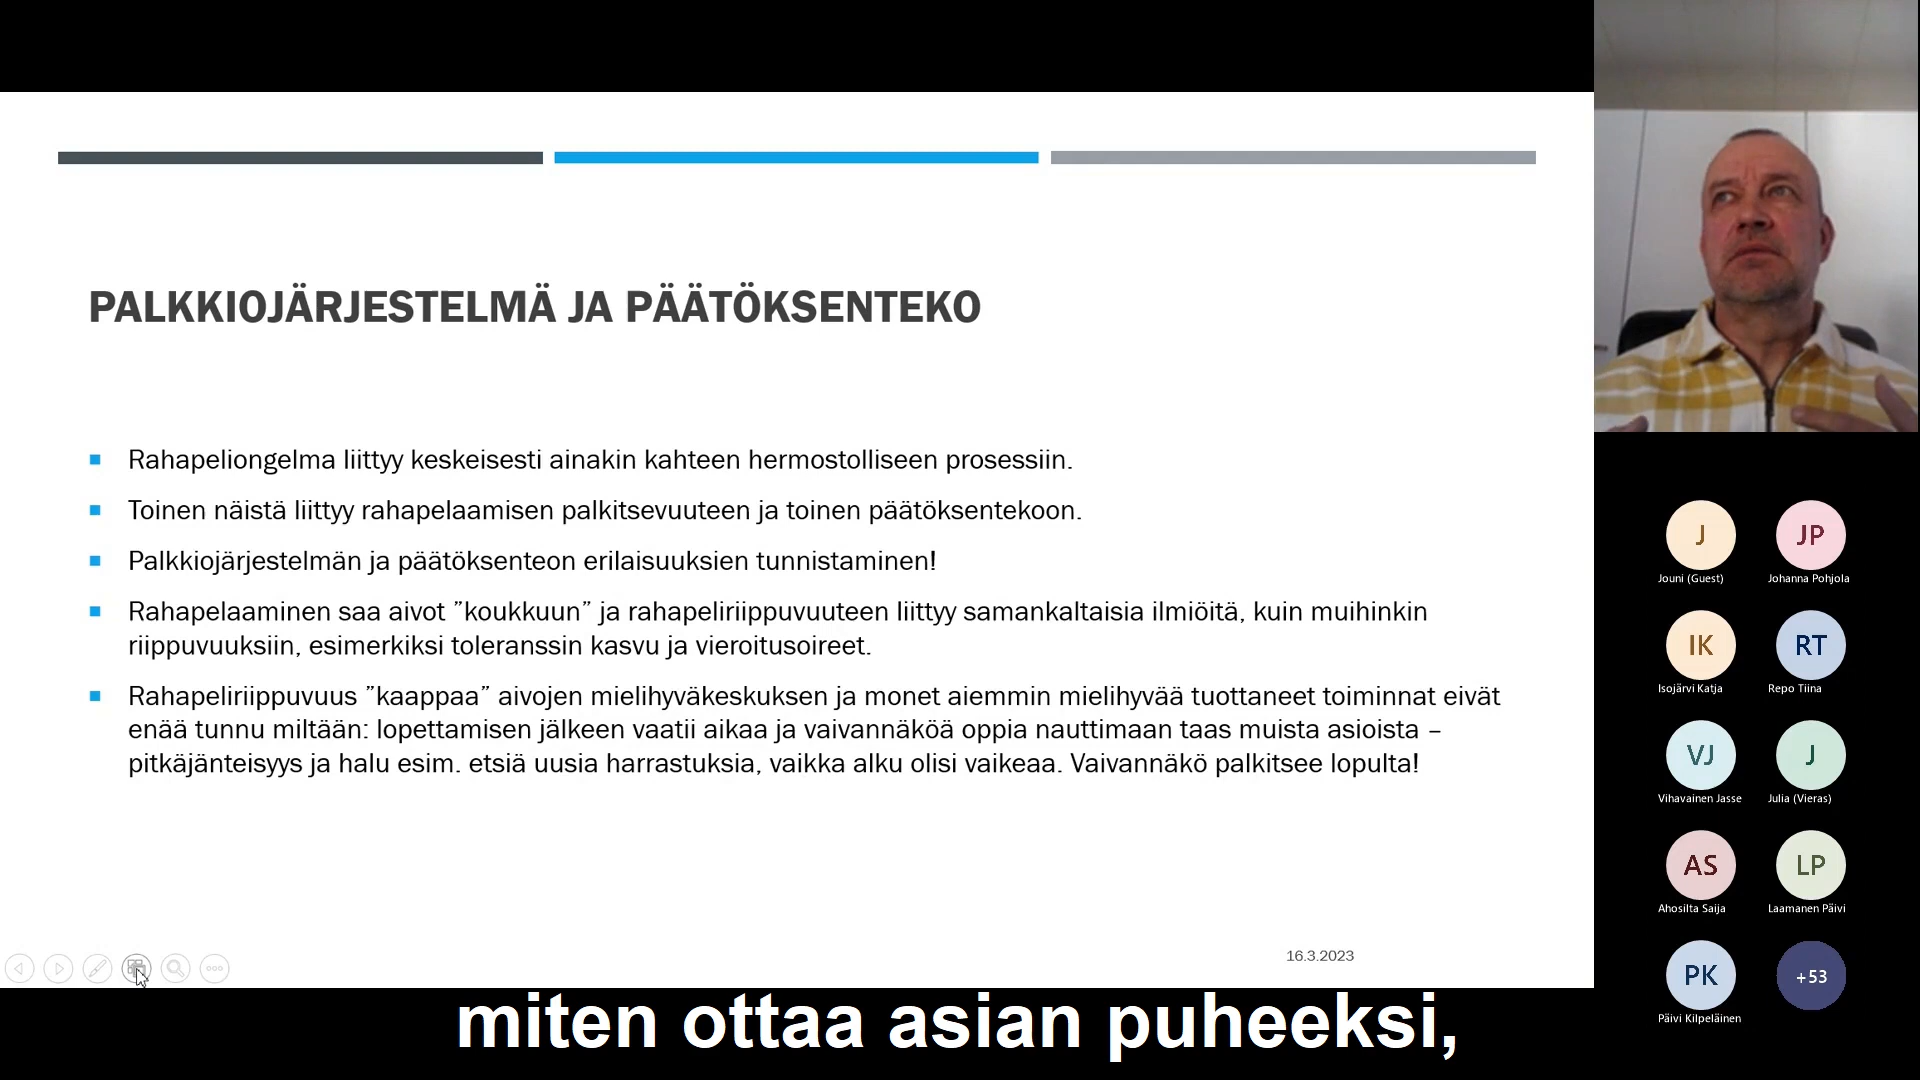 PALKKIOJÄRJESTELMÄ JA PÄÄTÖKSENTEKO
Rahapeliongelma liittyy keskeisesti ainakin kahteen hermostolliseen prosessiin.
Toinen näistä liittyy rahapelaamisen palkitsevuuteen ja toinen päätöksentekoon.
Palkkiojärjestelmän ja päätöksenteon erilaisuuksien tunnistaminen!
Rahapelaaminen saa aivot ”koukkuun” ja rahapeliriippuvuuteen liittyy samankaltaisia ilmiöitä, kuin muihinkin
riippuvuuksiin, esimerkiksi toleranssin kasvu ja vieroitusoireet.
Rahapeliriippuvuus ”kaappaa” aivojen mielihyväkeskuksen ja monet aiemmin mielihyvää tuottaneet toiminnat eivät
enää tunnu miltään: lopettamisen jälkeen vaatii aikaa ja vaivannäköä oppia nauttimaan taas muista asioista –
pitkäjänteisyys ja halu esim. etsiä uusia harrastuksia, vaikka alku olisi vaikeaa. Vaivannäkö palkitsee lopulta!
16.3.2023
J
Jouni (Guest)
JP
Johanna Pohjola
IK
Isojärvi Katja
RT
Repo Tiina
VJ
Vihavainen Jasse
J
Julia (Vieras)
AS
Ahosilta Saija
LP
Laamanen Päivi
PK
Päivi Kilpeläinen
+53
miten ottaa asian puheeksi,